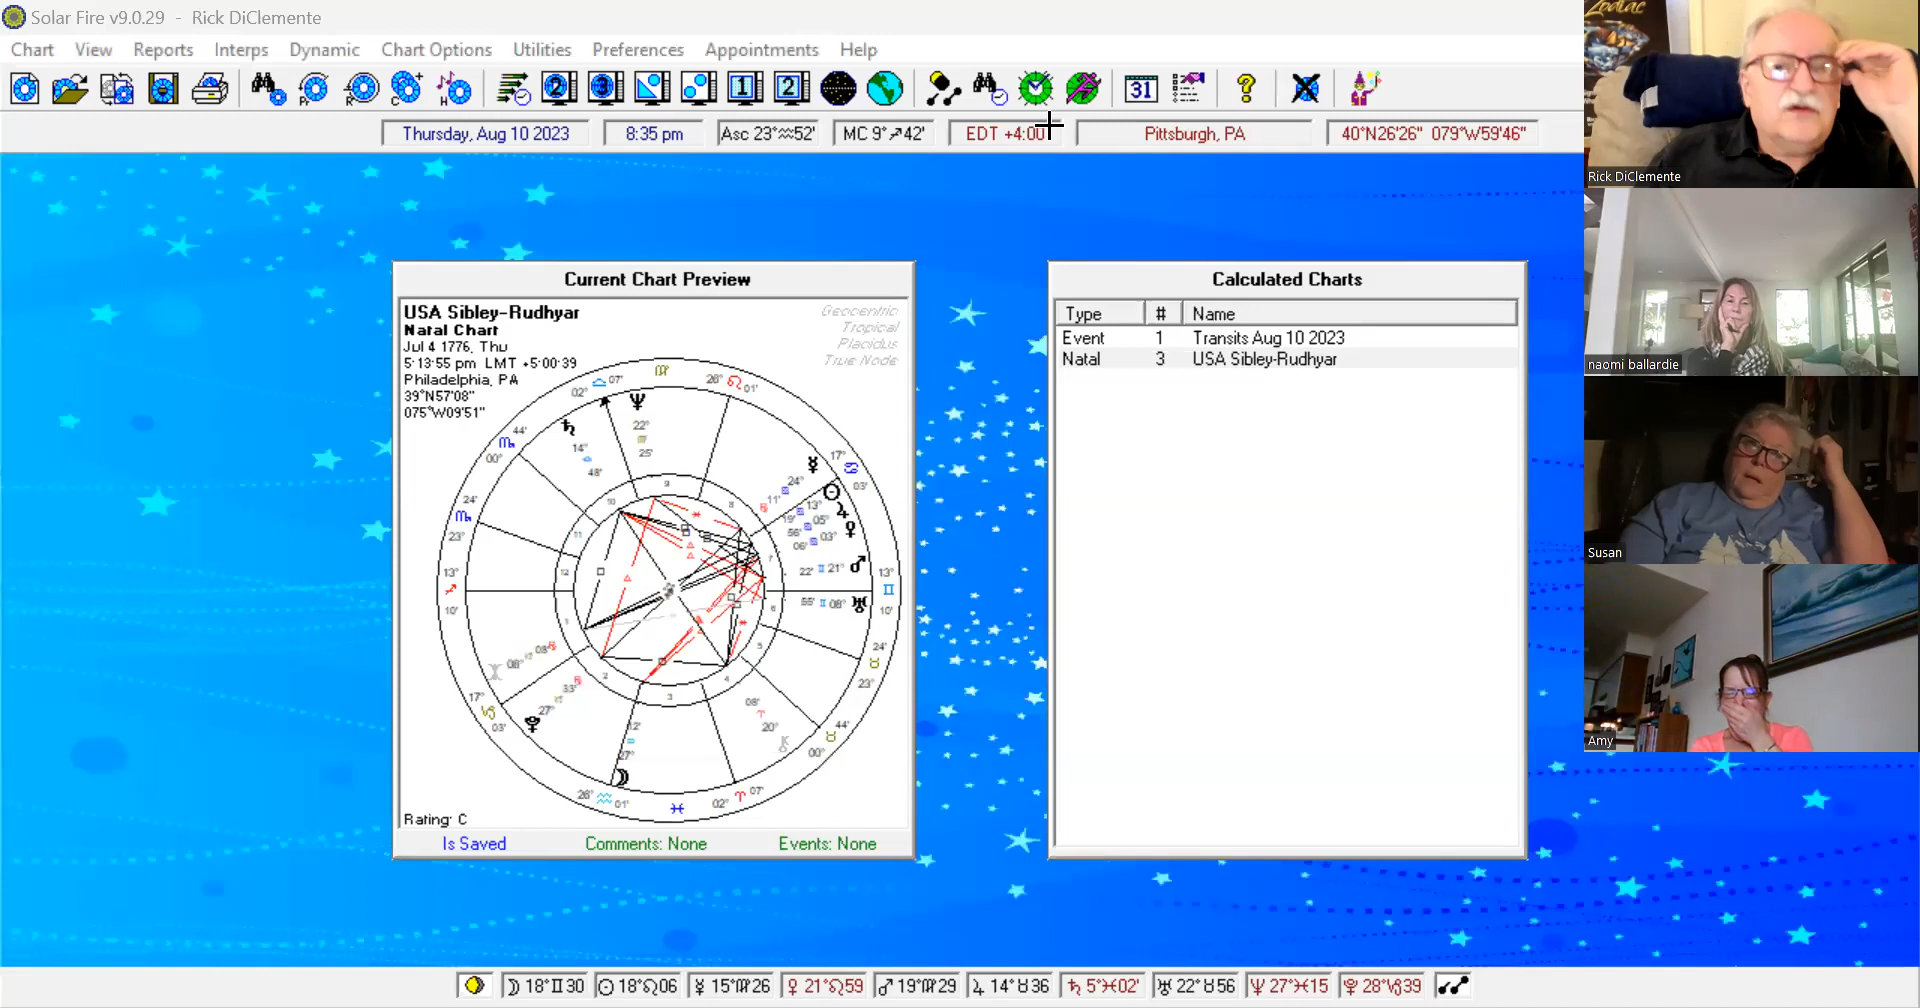 Solar Fire v9.0.29 - Rick DiClemente
Chart View Reports Interps Dynamic Chart Options Utilities Preferences Appointments Help
Thursday, Aug 10 2023 8:35 pm Asc 23°♒52' MC 9°♐42' EDT +4:00 Pittsburgh, PA 40°N26'26" 079°W59'46"
Zodiac
Rick DiClemente
naomi ballardie
Susan
Amy
Current Chart Preview
USA Sibley-Rudhyar
Natal Chart
Jul 4 1776, Thu
5:13:55 pm LMT +5:00:39
Philadelphia, PA
39°N57'08"
075°W09'51"
Geocentric
Tropical
Placidus
True Node
Rating: C
Is Saved Comments: None Events: None
Calculated Charts
Type # Name
Event 1 Transits Aug 10 2023
Natal 3 USA Sibley-Rudhyar
☽18°♊30 ☉18°♌06 ☿15°♍26 ♀21°♌59 ♂19°♍29 ♃14°♉36 ♄5°♓02' ♅22°♉56 ♆27°♓15 28°♑39